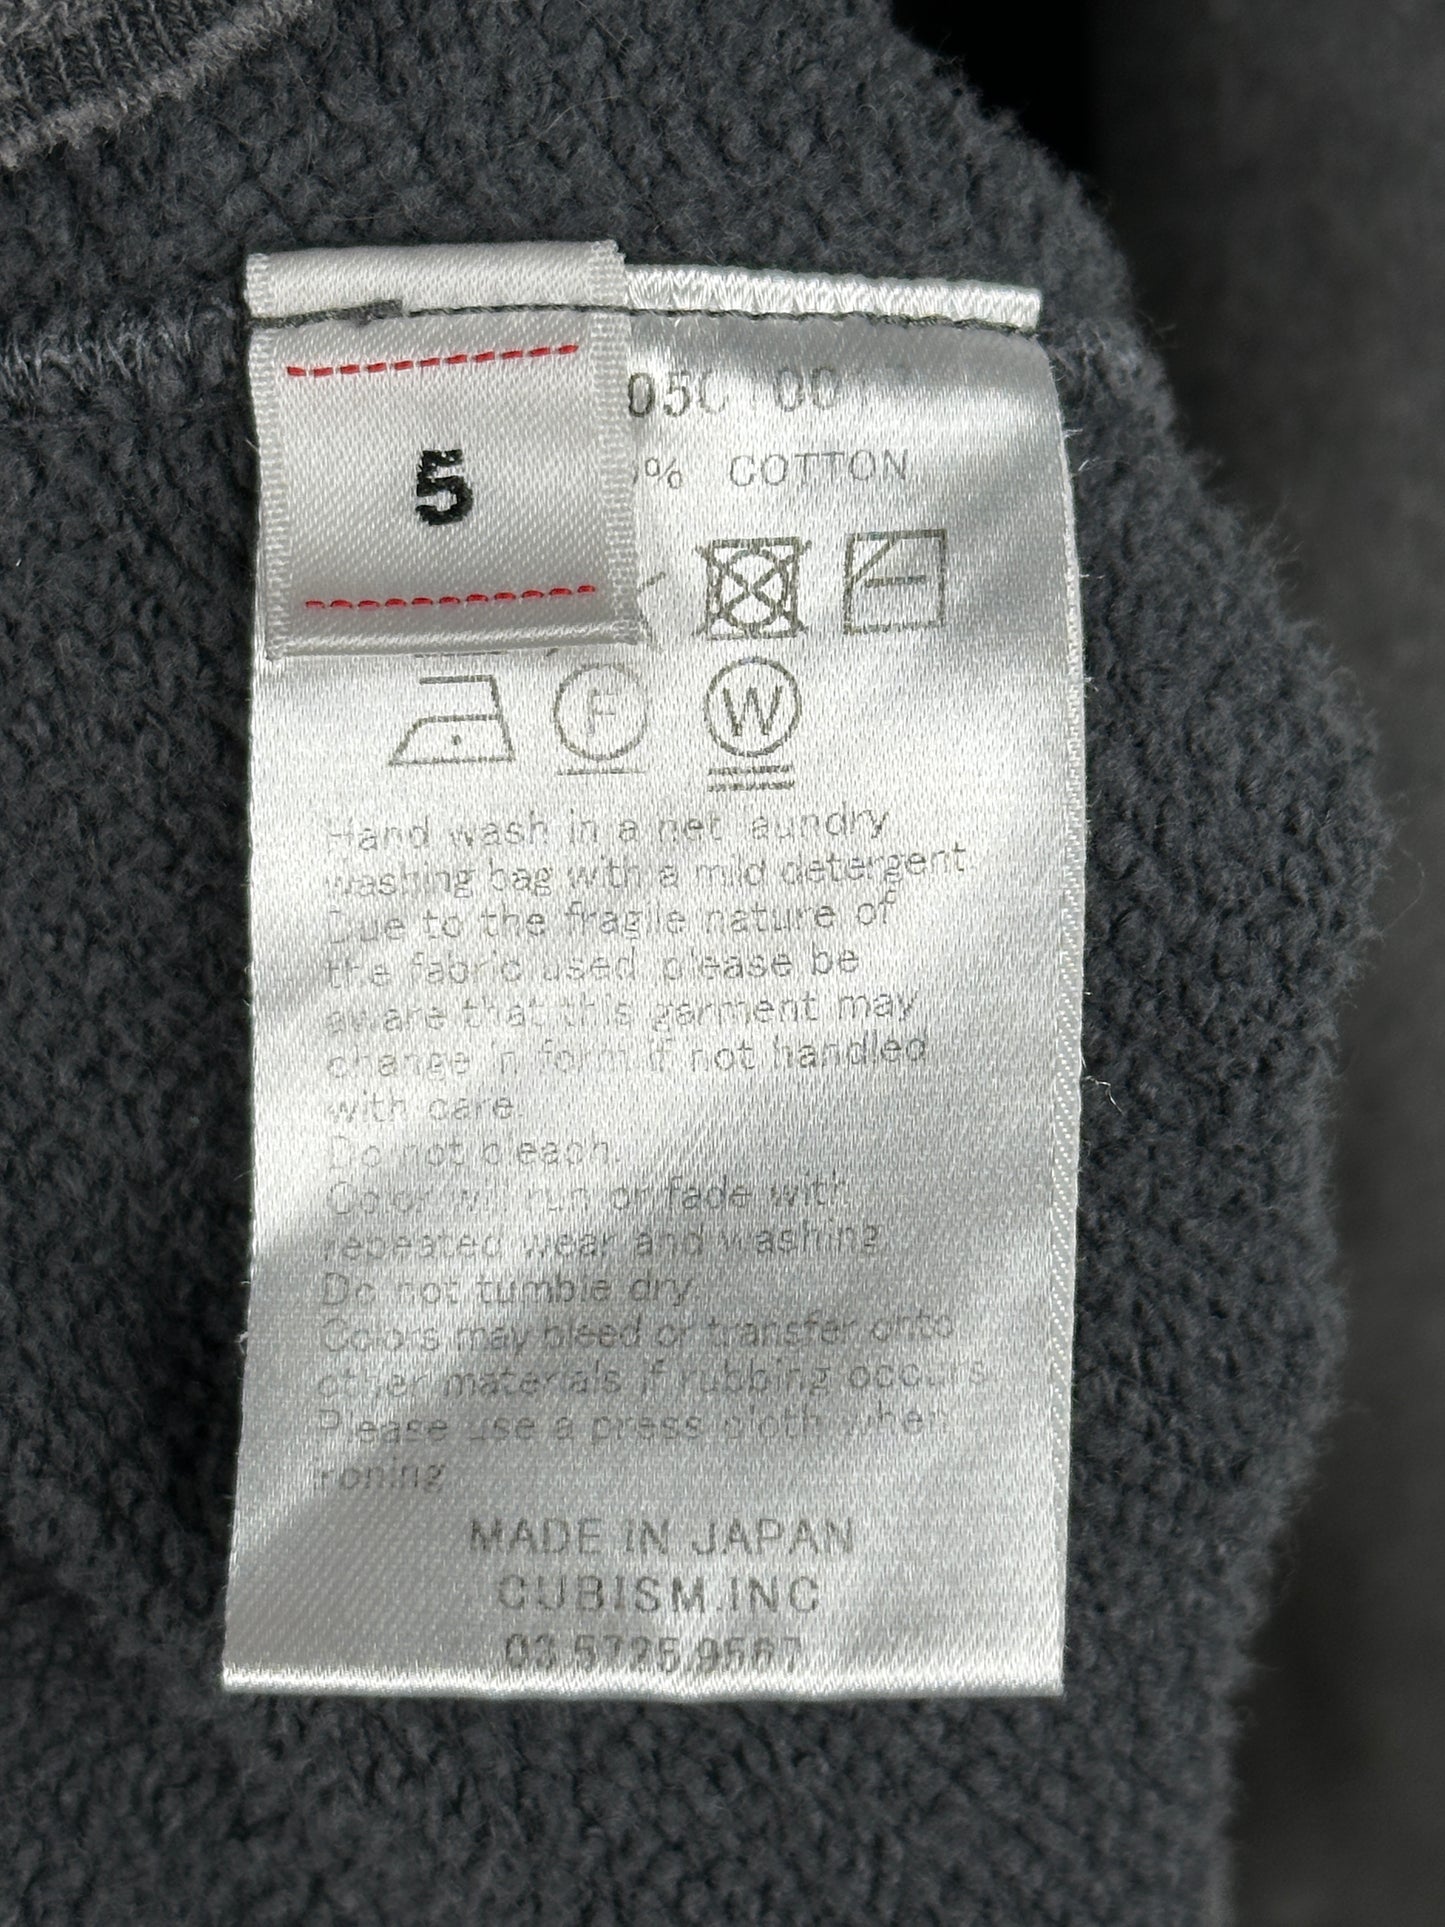 5
% COTTON
F
W
Hand wash in a net laundry
washing bag with a mild detergent.
Due to the fragile nature of
the fabric used, please be
aware that this garment may
change in form if not handled
with care.
Do not bleach.
Color will run or fade with
repeated wear and washing
Do not tumble dry.
Colors may bleed or transfer onto
other materials if rubbing occurs
Please use a press cloth when
ironing
MADE IN JAPAN
CUBISM.INC
03.5725.9567